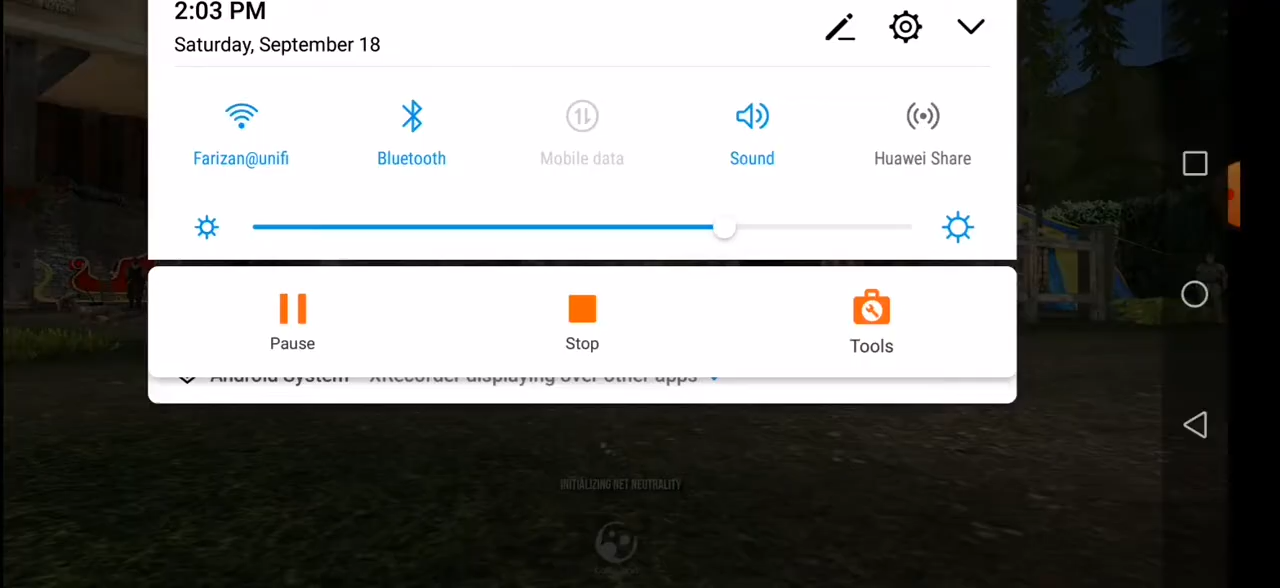 2:03 PM
Saturday, September 18
Farizan@unifi
Bluetooth
Mobile data
Sound
Huawei Share
Pause
Stop
Tools
Android System XRecorder displaying over other apps
INITIALIZING NET NEUTRALITY